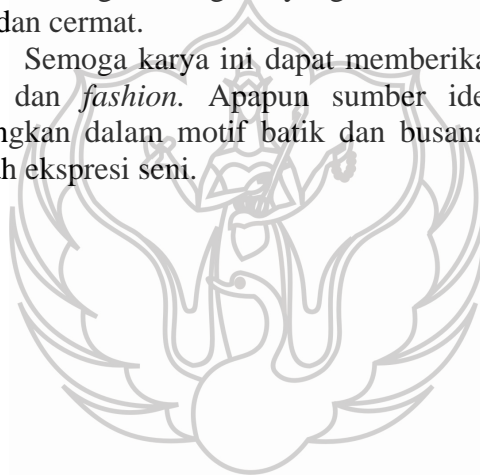 dan cermat.
Semoga karya ini dapat memberika
dan fashion. Apapun sumber ide
ngkan dalam motif batik dan busana
h ekspresi seni.